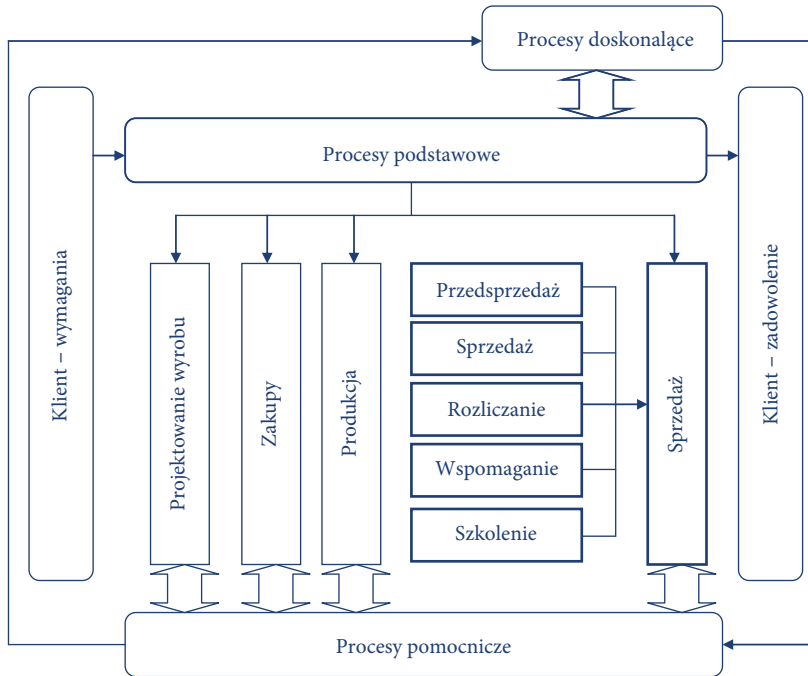 Procesy doskonalące
Procesy podstawowe
Klient – wymagania
Projektowanie wyrobu
Zakupy
Produkcja
Przedsprzedaż
Sprzedaż
Rozliczanie
Wspomaganie
Szkolenie
Sprzedaż
Klient – zadowolenie
Procesy pomocnicze